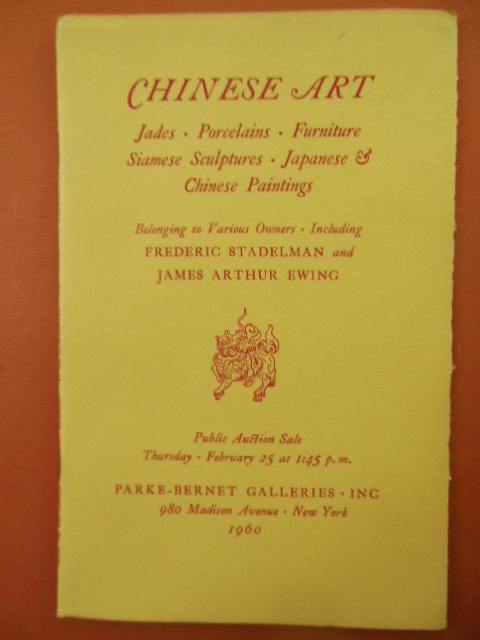 CHINESE ART
Jades · Porcelains · Furniture
Siamese Sculptures · Japanese &
Chinese Paintings
Belonging to Various Owners · Including
FREDERIC STADELMAN and
JAMES ARTHUR EWING
Public Auction Sale
Thursday · February 25 at 1:45 p.m.
PARKE-BERNET GALLERIES · INC
980 Madison Avenue · New York
1960